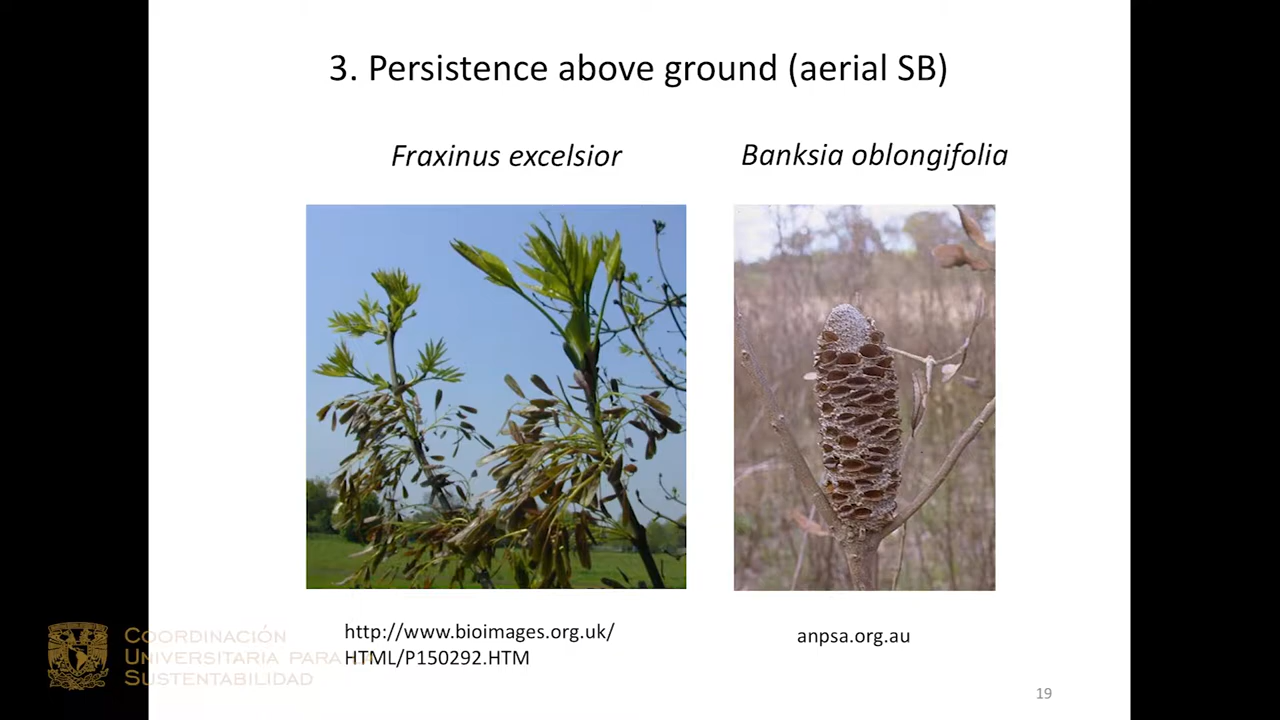 3. Persistence above ground (aerial SB)
Fraxinus excelsior
Banksia oblongifolia
http://www.bioimages.org.uk/
HTML/P150292.HTM
anpsa.org.au
COORDINACIÓN
UNIVERSITARIA PARA LA
SUSTENTABILIDAD
19